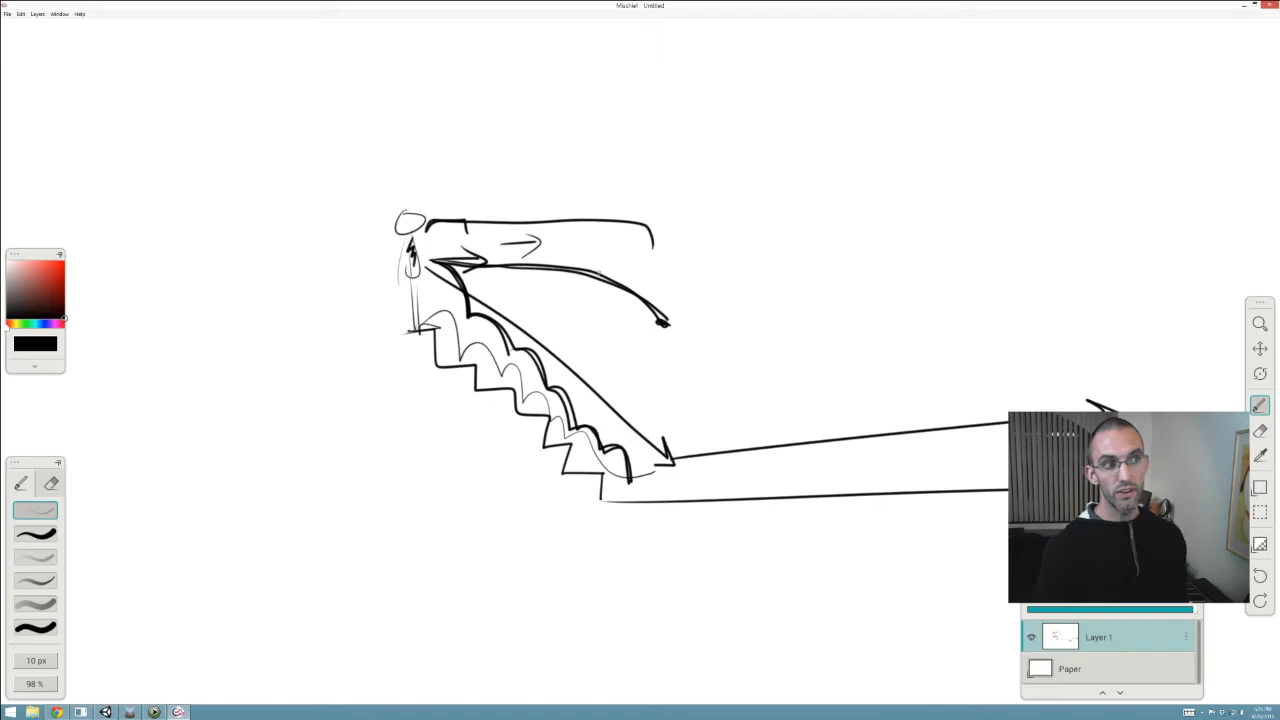 Mischief - Untitled
File Edit Layers Window Help
10 px
98 %
Layer 1
Paper